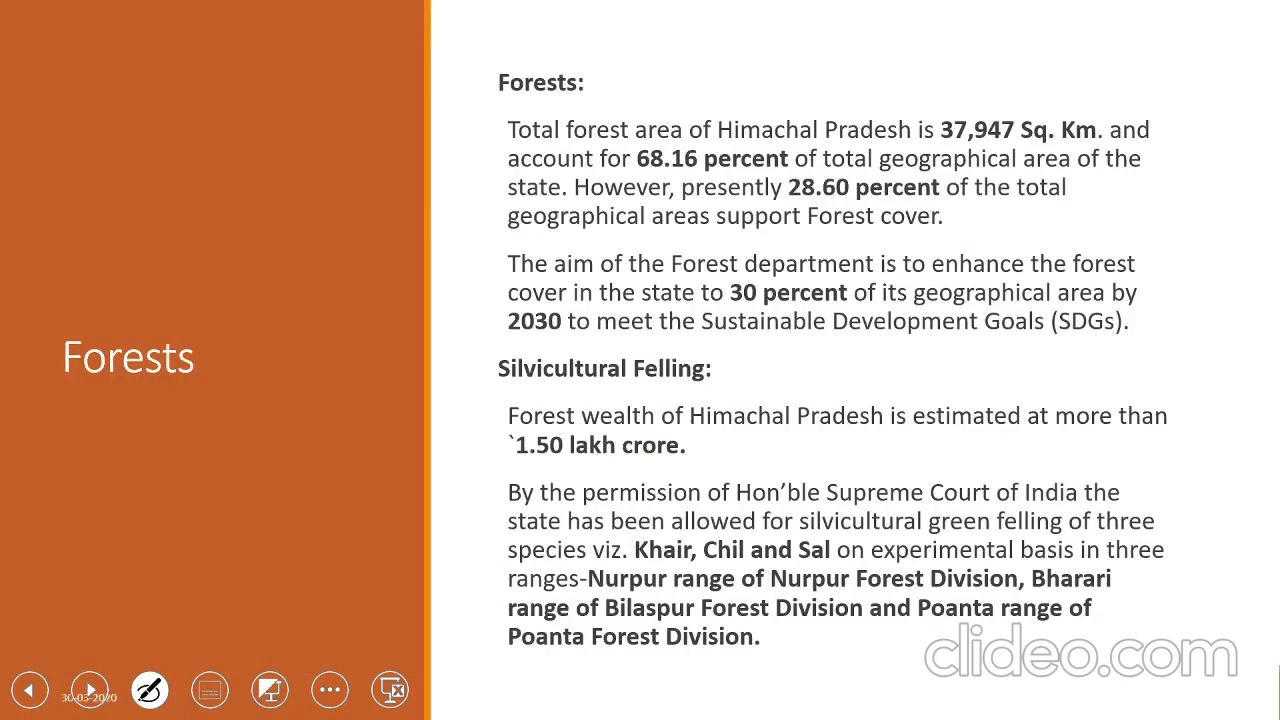 Forests
Forests:
Total forest area of Himachal Pradesh is 37,947 Sq. Km. and
account for 68.16 percent of total geographical area of the
state. However, presently 28.60 percent of the total
geographical areas support Forest cover.
The aim of the Forest department is to enhance the forest
cover in the state to 30 percent of its geographical area by
2030 to meet the Sustainable Development Goals (SDGs).
Silvicultural Felling:
Forest wealth of Himachal Pradesh is estimated at more than
`1.50 lakh crore.
By the permission of Hon’ble Supreme Court of India the
state has been allowed for silvicultural green felling of three
species viz. Khair, Chil and Sal on experimental basis in three
ranges-Nurpur range of Nurpur Forest Division, Bharari
range of Bilaspur Forest Division and Poanta range of
Poanta Forest Division.
30-03-2020
clideo.com